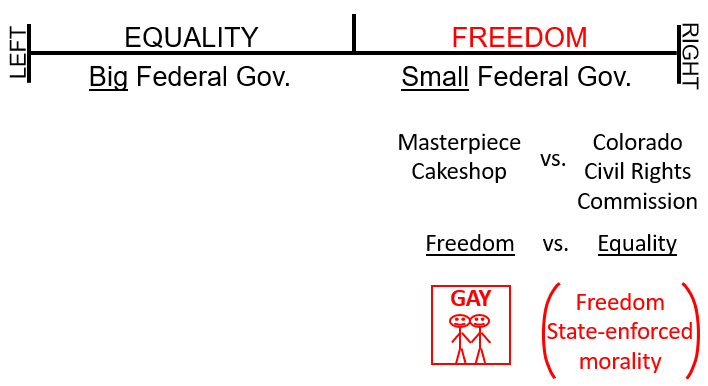 LEFT
EQUALITY
FREEDOM
RIGHT
Big Federal Gov.
Small Federal Gov.
Masterpiece
Cakeshop
vs.
Colorado
Civil Rights
Commission
Freedom vs. Equality
GAY
Freedom
State-enforced
morality